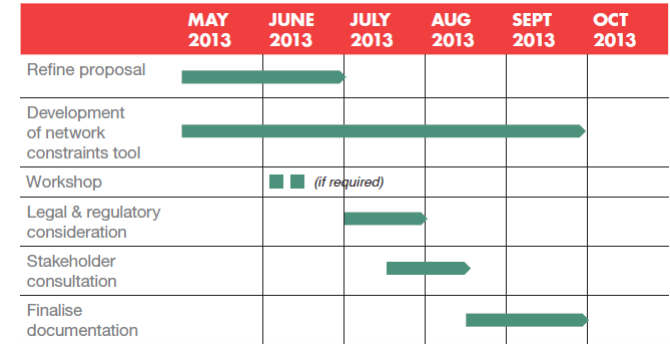 MAY JUNE JULY AUG SEPT OCT
2013 2013 2013 2013 2013 2013
Refine proposal
Development
of network
constraints tool
Workshop (if required)
Legal & regulatory
consideration
Stakeholder
consultation
Finalise
documentation